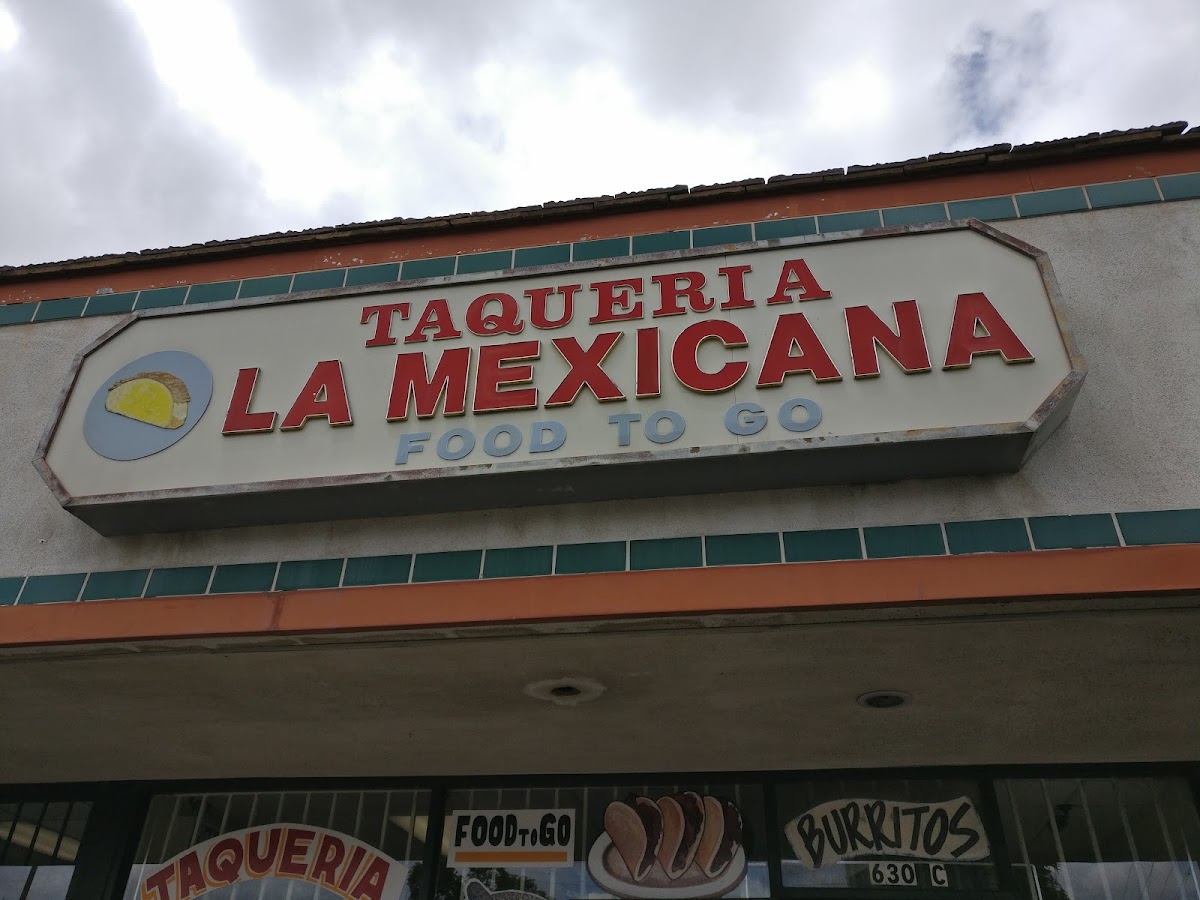 TAQUERIA
LA MEXICANA
FOOD TO GO
TAQUERIA
FOOD TO GO
BURRITOS
630 C